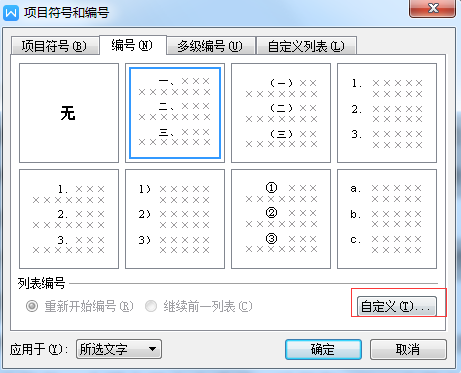 项目符号和编号
项目符号(B) 编号(N) 多级编号(U) 自定义列表(L)
无
一、×××
××××××
二、×××
××××××
三、×××
××××××
(一)××
××××××
(二)××
××××××
(三)××
××××××
1. ××××
××××
2. ××××
××××
3. ××××
××××
1. ×××
××××××
2. ×××
××××××
3. ×××
××××××
1) ××××
××××
2) ××××
××××
3) ××××
××××
① ×××
××××××
② ×××
××××××
③ ×××
××××××
a. ××××
××××
b. ××××
××××
c. ××××
××××
列表编号
重新开始编号(R) 继续前一列表(C) 自定义(T)...
应用于(Y): 所选文字 确定 取消